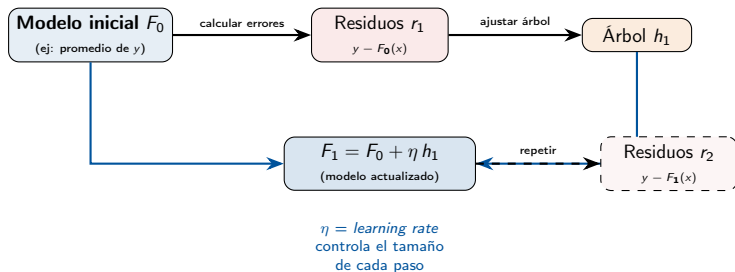 Modelo inicial F₀
(ej: promedio de y)
calcular errores
Residuos r₁
y − F₀(x)
ajustar árbol
Árbol h₁
F₁ = F₀ + η h₁
(modelo actualizado)
repetir
Residuos r₂
y − F₁(x)
η = learning rate
controla el tamaño
de cada paso